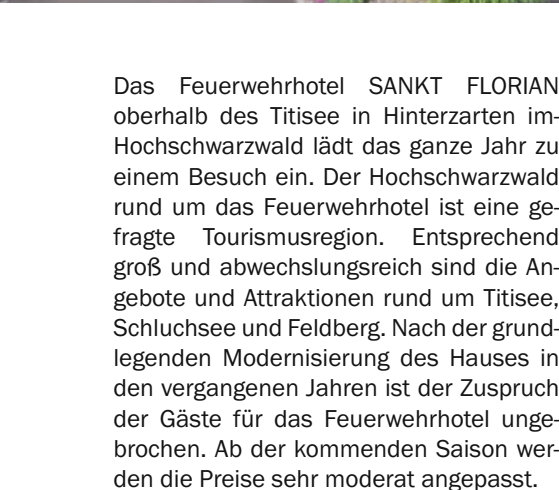 Das Feuerwehrhotel SANKT FLORIAN
oberhalb des Titisee in Hinterzarten im-
Hochschwarzwald lädt das ganze Jahr zu
einem Besuch ein. Der Hochschwarzwald
rund um das Feuerwehrhotel ist eine ge-
fragte Tourismusregion. Entsprechend
groß und abwechslungsreich sind die An-
gebote und Attraktionen rund um Titisee,
Schluchsee und Feldberg. Nach der grund-
legenden Modernisierung des Hauses in
den vergangenen Jahren ist der Zuspruch
der Gäste für das Feuerwehrhotel unge-
brochen. Ab der kommenden Saison wer-
den die Preise sehr moderat angepasst.